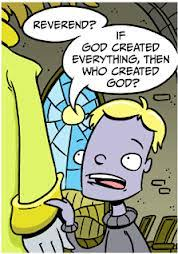 REVEREND?
IF
GOD CREATED
EVERYTHING, THEN
WHO CREATED
GOD?